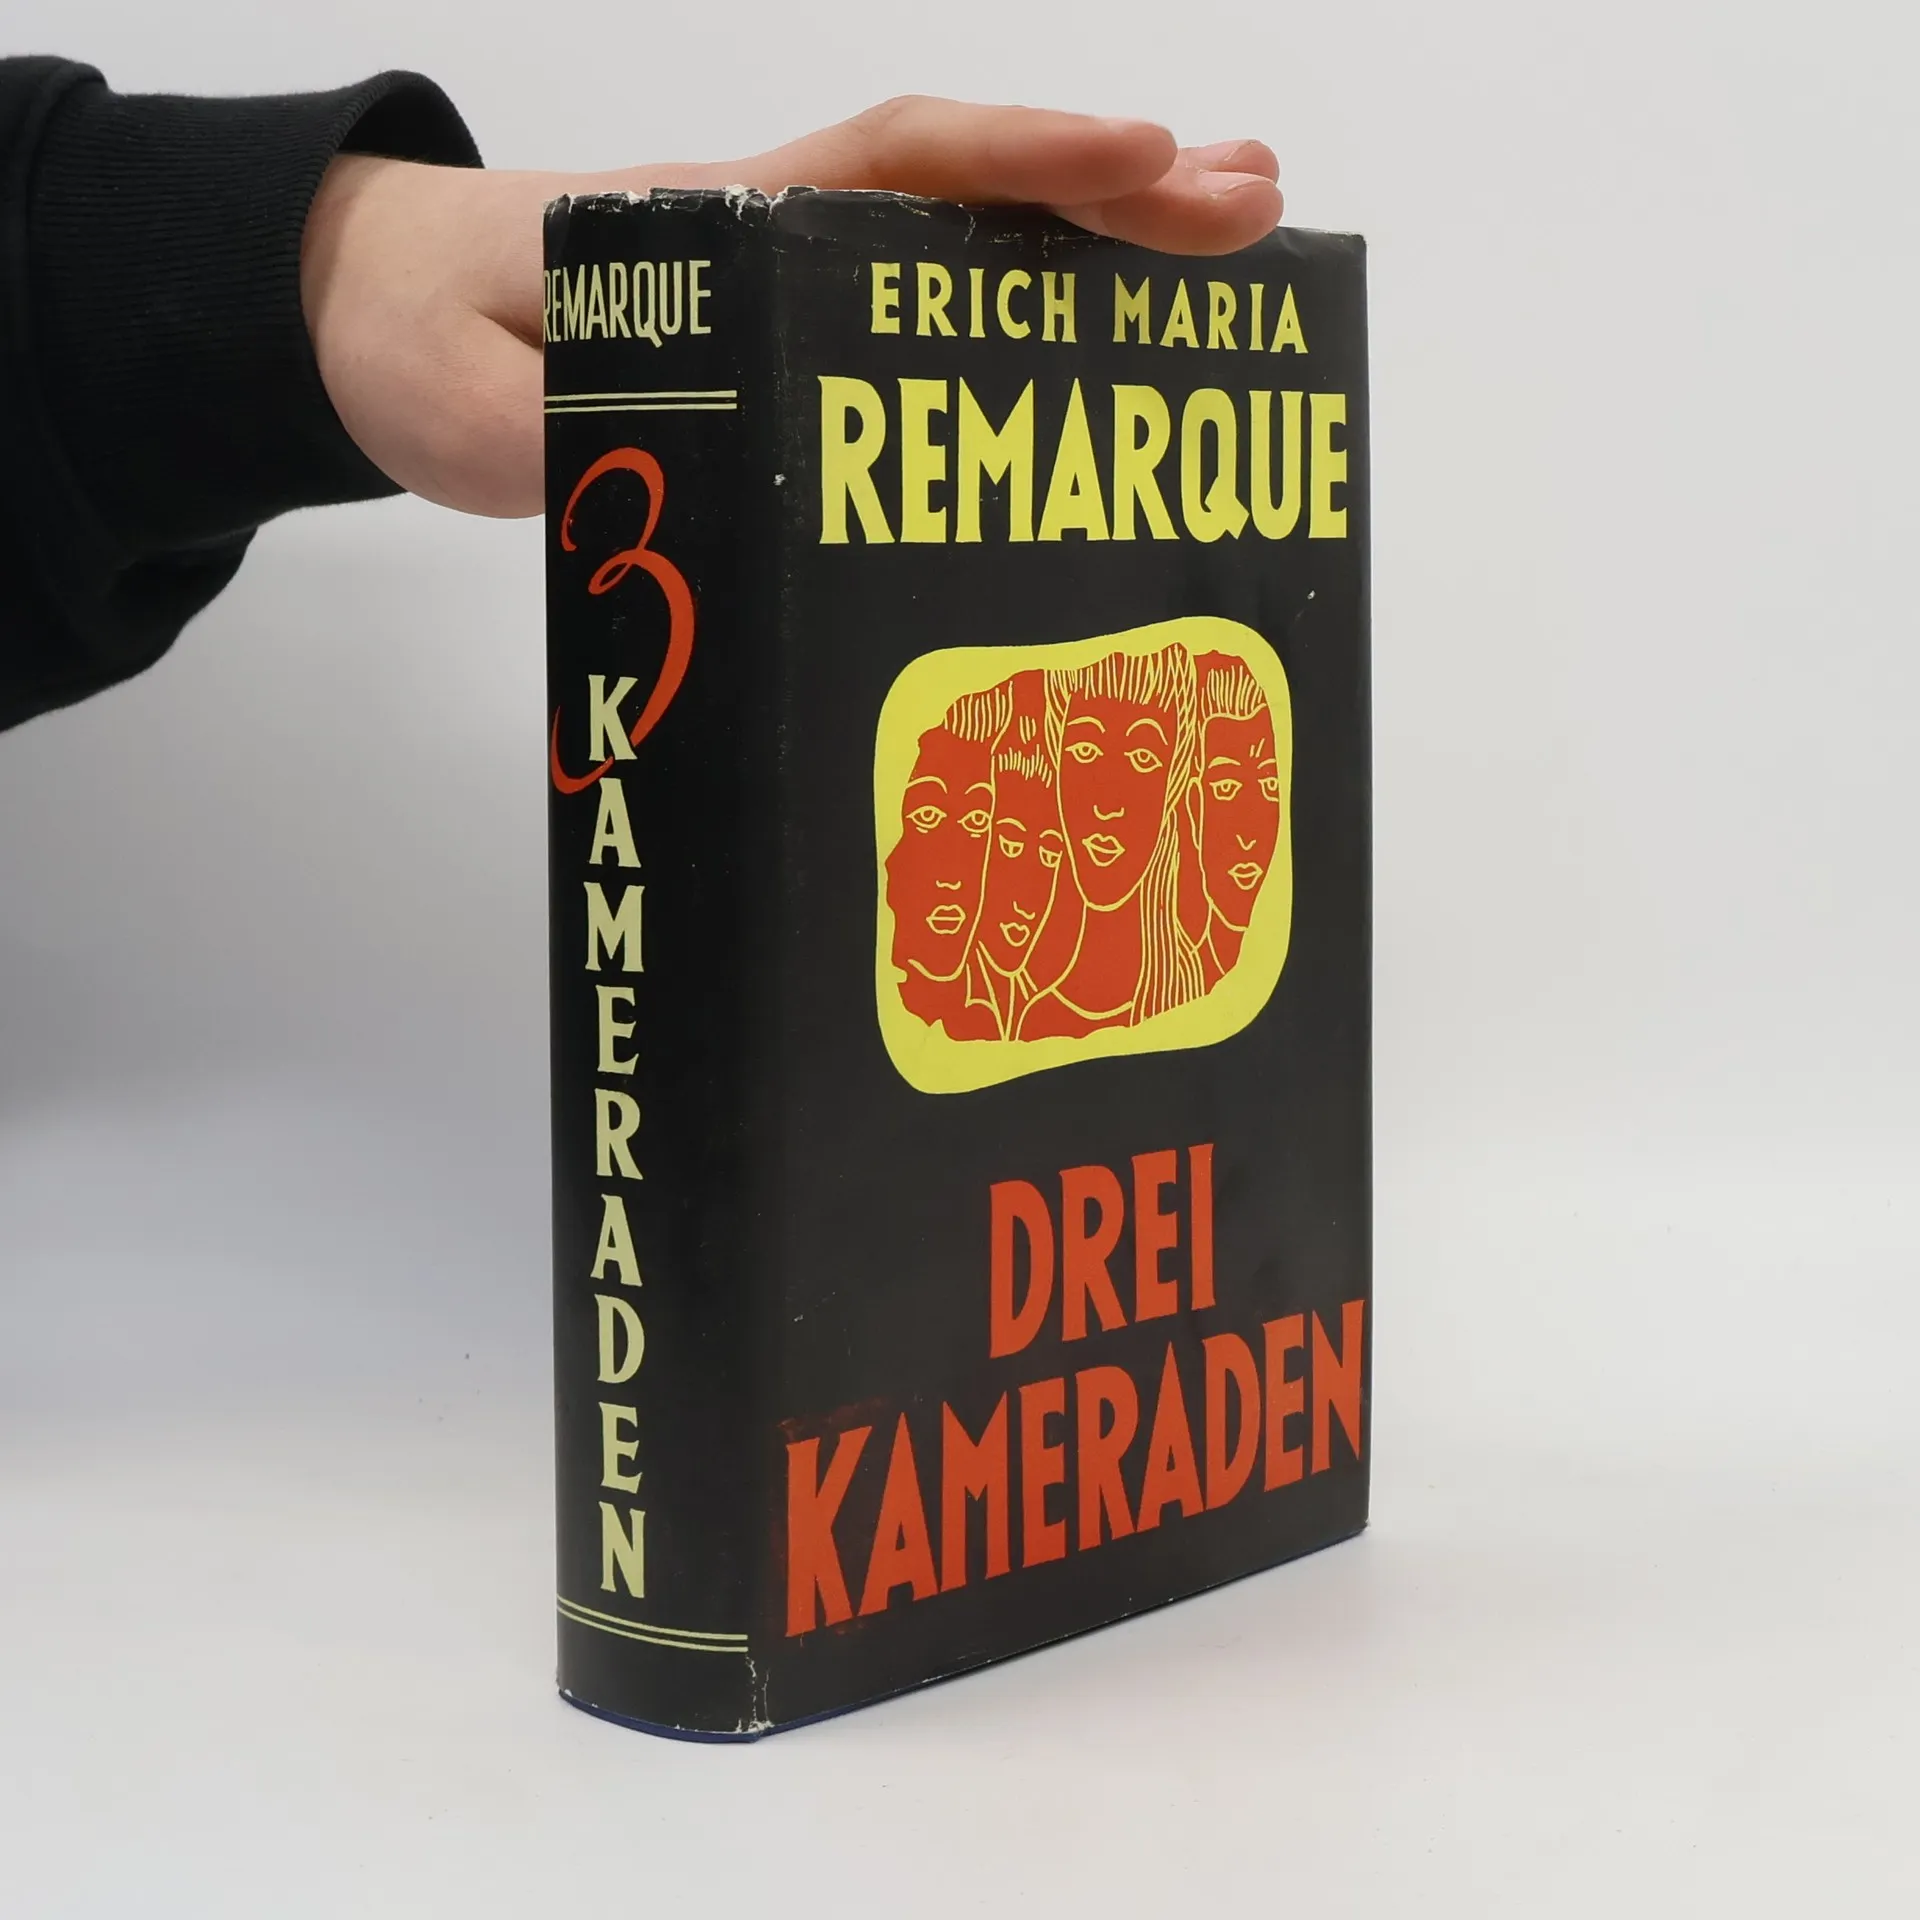 REMARQUE
3
KAMERADEN
ERICH MARIA
REMARQUE
DREI
KAMERADEN